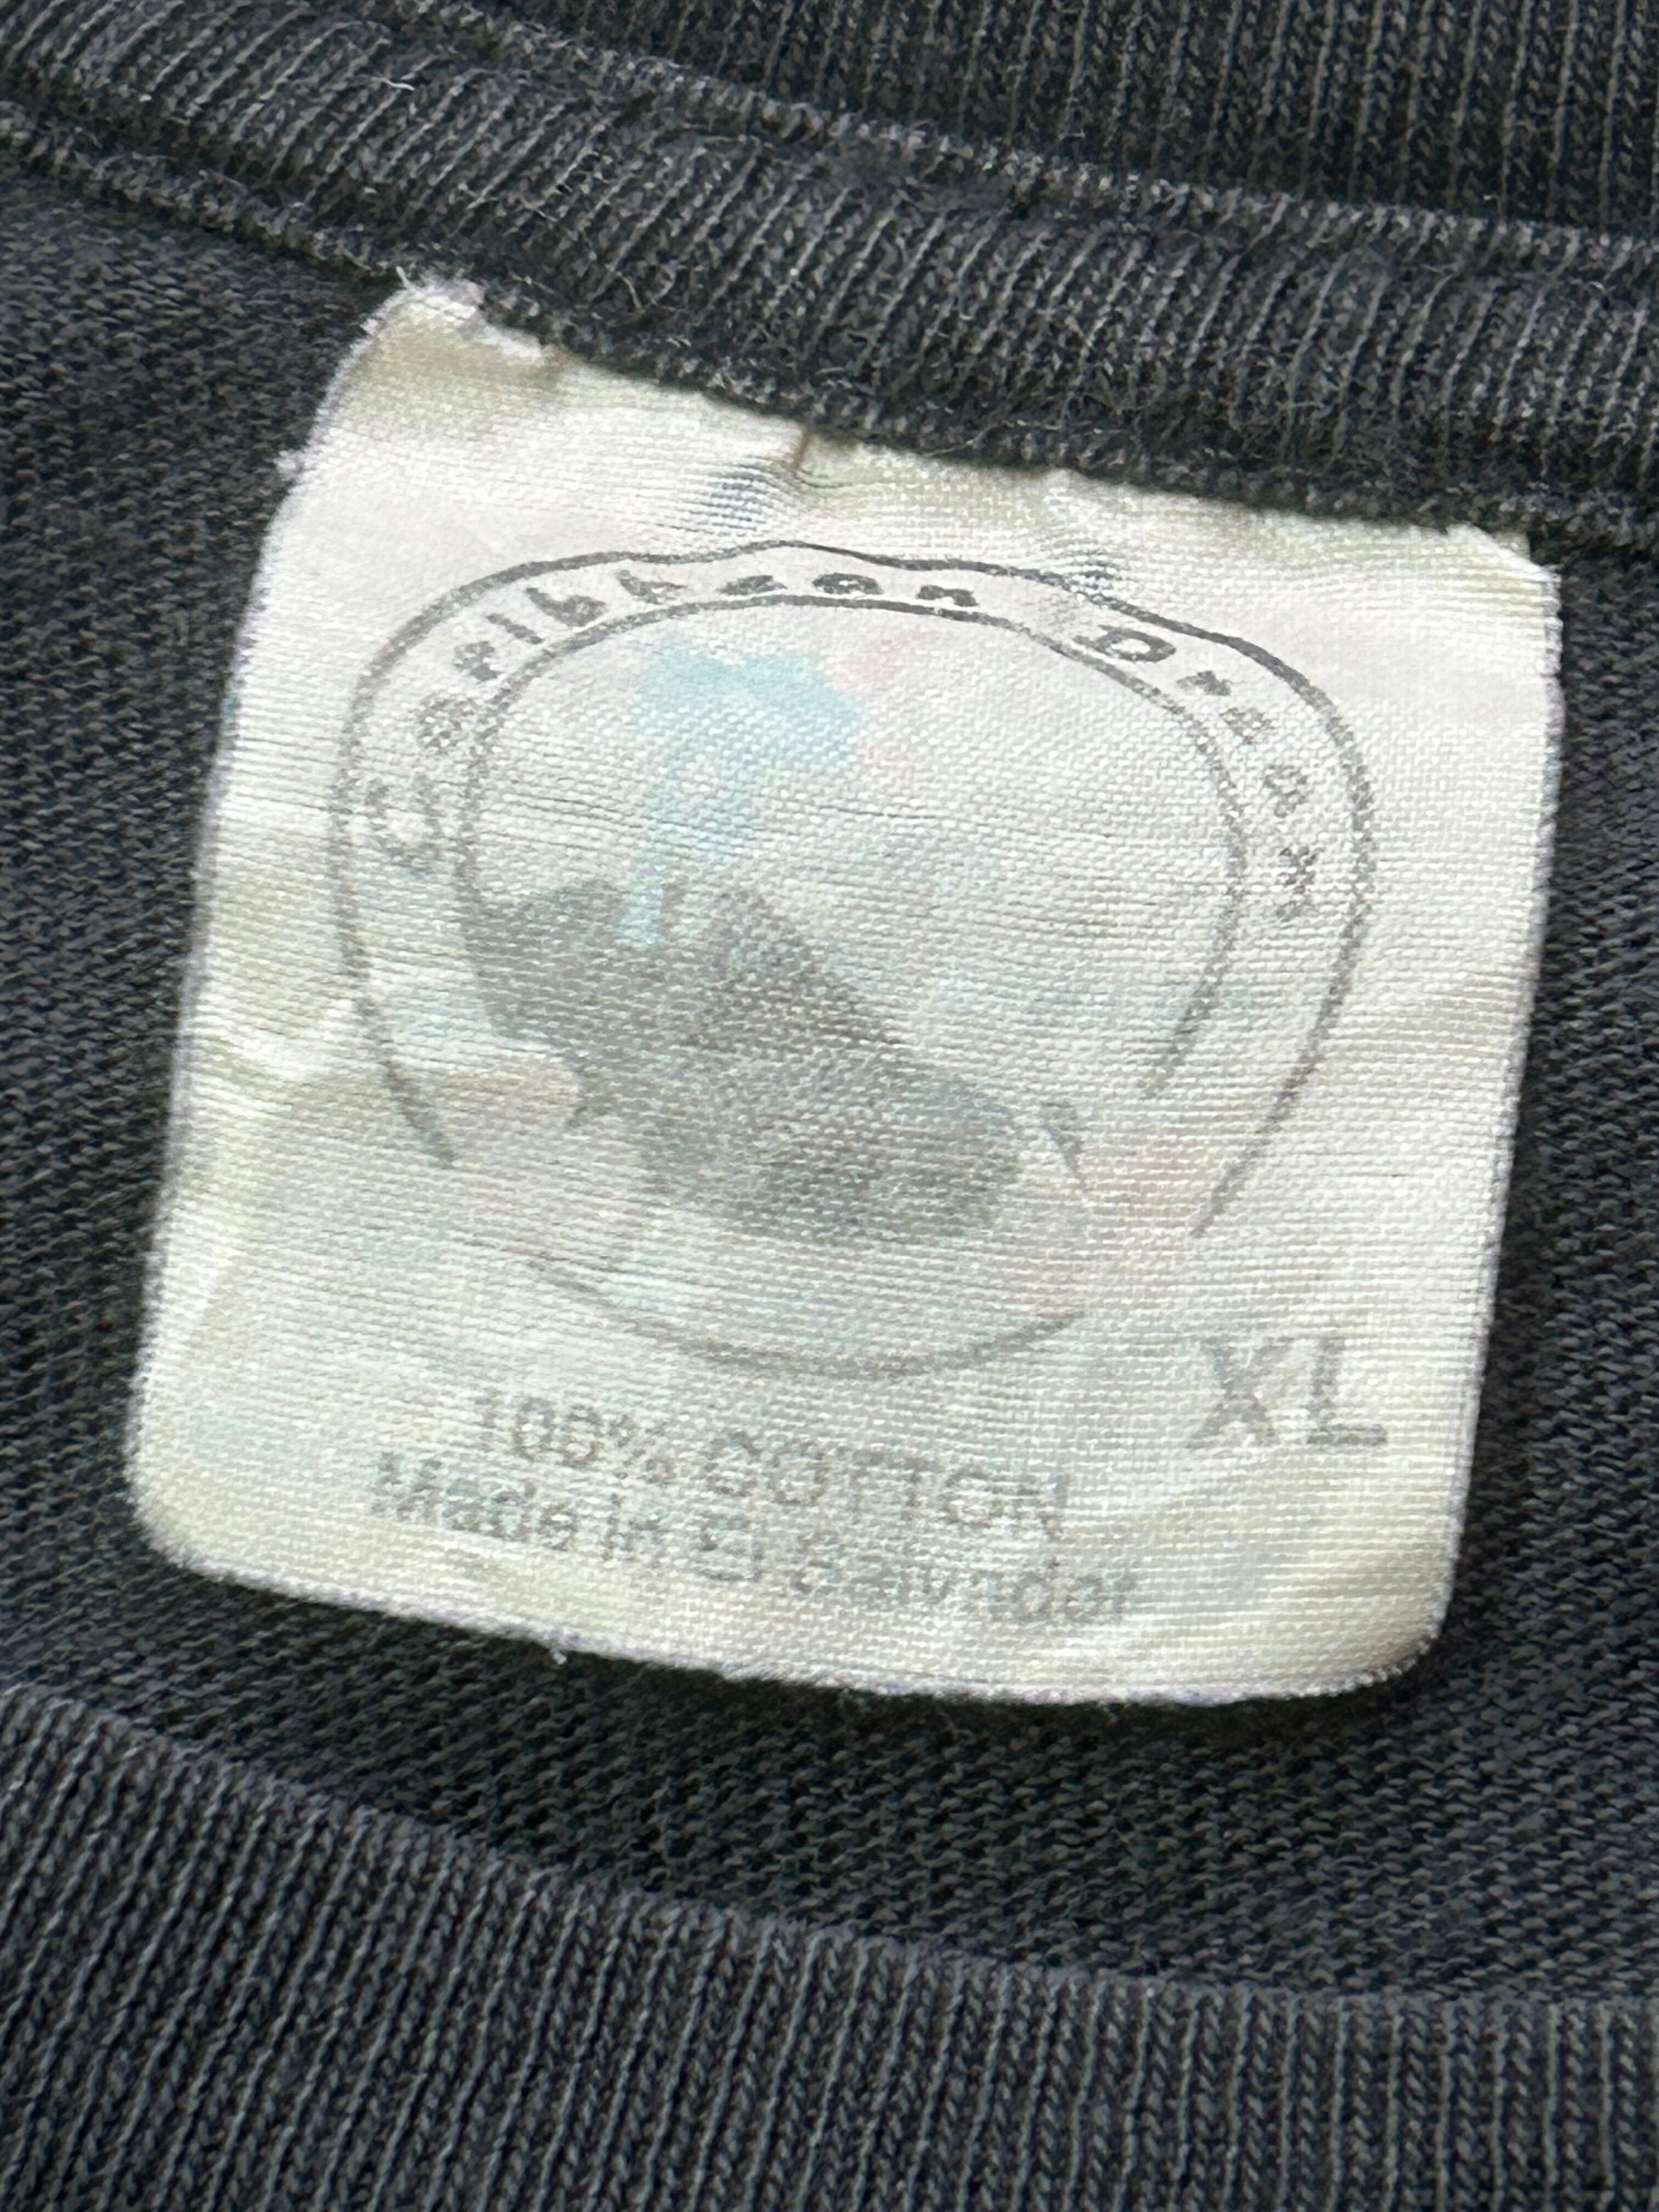 Caribbean Dream
XL
100% COTTON
Made in El Salvador